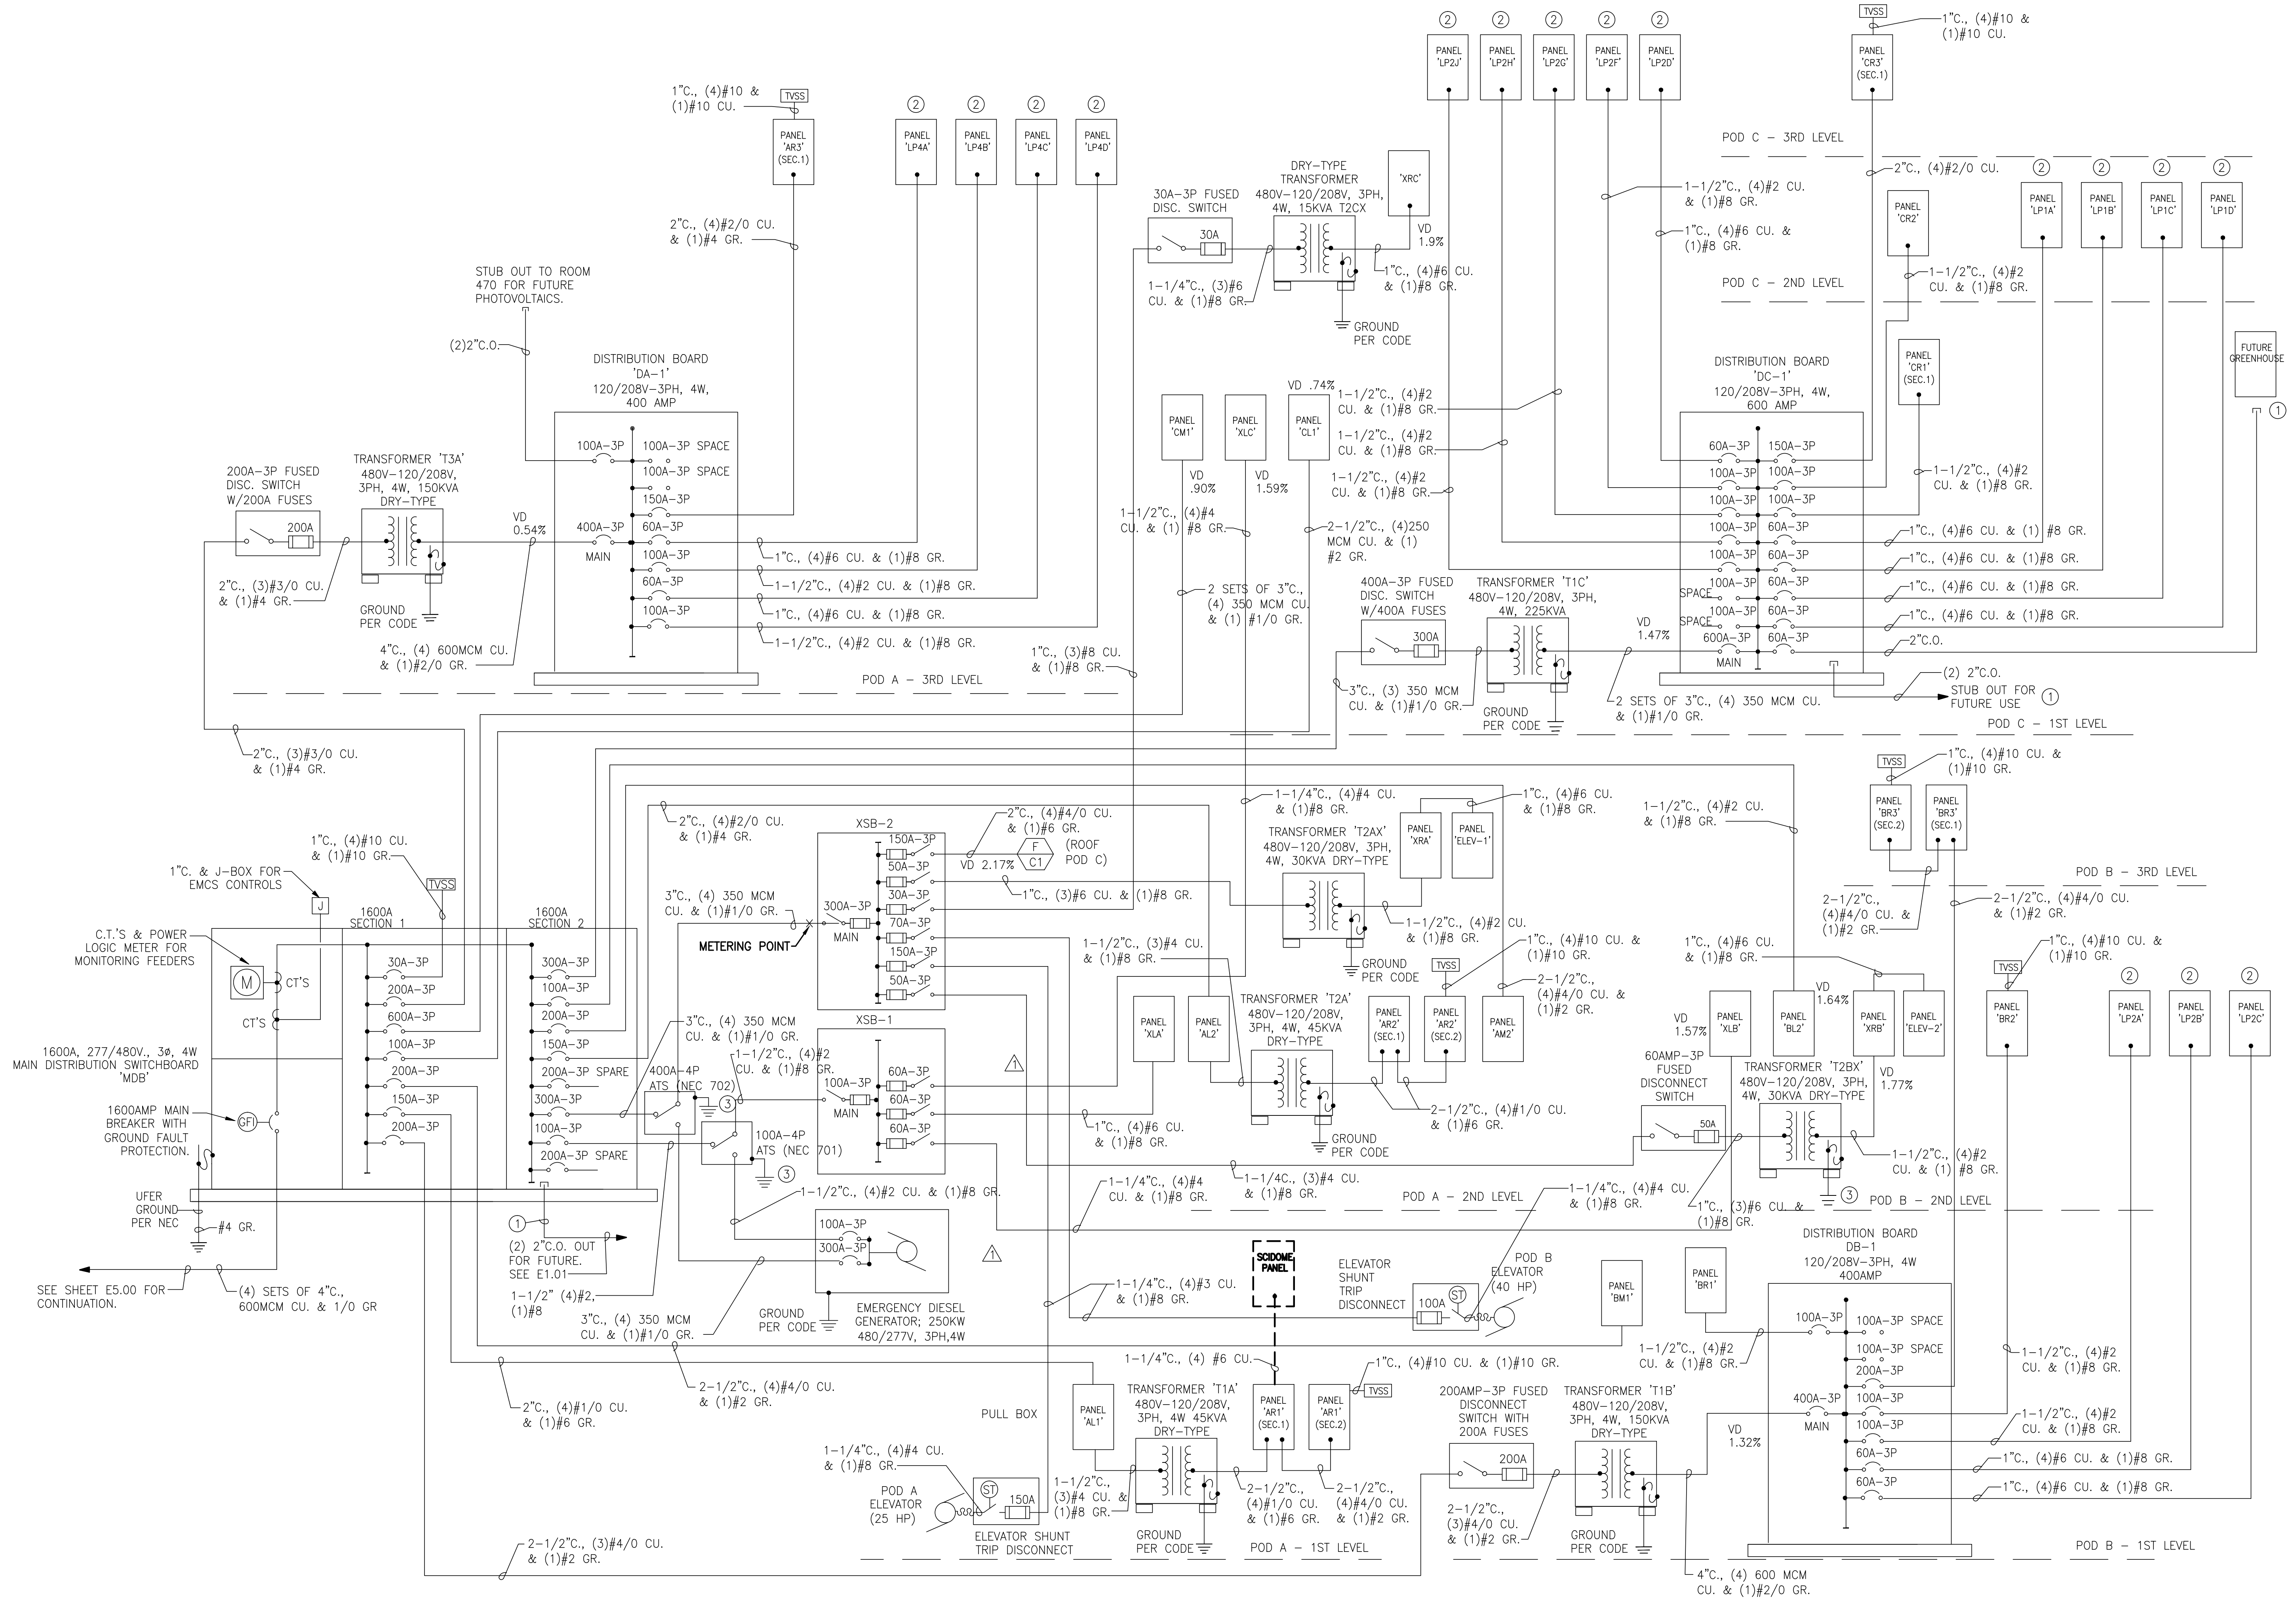 1"C., (4)#10 &
(1)#10 CU.
TVSS
PANEL
'AR3'
(SEC.1)
2
PANEL
'LP4A'
2
PANEL
'LP4B'
2
PANEL
'LP4C'
2
PANEL
'LP4D'
2"C., (4)#2/0 CU.
& (1)#4 GR.
STUB OUT TO ROOM
470 FOR FUTURE
PHOTOVOLTAICS.
(2)2"C.O.
DISTRIBUTION BOARD
'DA-1'
120/208V-3PH, 4W,
400 AMP
100A-3P
100A-3P SPACE
100A-3P SPACE
150A-3P
400A-3P
MAIN
60A-3P
100A-3P
60A-3P
100A-3P
1"C., (4)#6 CU. & (1)#8 GR.
1-1/2"C., (4)#2 CU. & (1)#8 GR.
1"C., (4)#6 CU. & (1)#8 GR.
1-1/2"C., (4)#2 CU. & (1)#8 GR.
TRANSFORMER 'T3A'
480V-120/208V,
3PH, 4W, 150KVA
DRY-TYPE
200A-3P FUSED
DISC. SWITCH
W/200A FUSES
200A
VD
0.54%
2"C., (3)#3/0 CU.
& (1)#4 GR.
GROUND
PER CODE
4"C., (4) 600MCM CU.
& (1)#2/0 GR.
POD A - 3RD LEVEL
2"C., (3)#3/0 CU.
& (1)#4 GR.
30A-3P FUSED
DISC. SWITCH
30A
DRY-TYPE
TRANSFORMER
480V-120/208V, 3PH,
4W, 15KVA T2CX
'XRC'
VD
1.9%
1-1/4"C., (3)#6
CU. & (1)#8 GR.
1"C., (4)#6 CU.
& (1)#8 GR.
GROUND
PER CODE
2
PANEL
'LP2J'
2
PANEL
'LP2H'
2
PANEL
'LP2G'
2
PANEL
'LP2F'
2
PANEL
'LP2D'
TVSS
1"C., (4)#10 &
(1)#10 CU.
PANEL
'CR3'
(SEC.1)
POD C - 3RD LEVEL
2"C., (4)#2/0 CU.
1-1/2"C., (4)#2 CU.
& (1)#8 GR.
1"C., (4)#6 CU. &
(1)#8 GR.
PANEL
'CR2'
2
PANEL
'LP1A'
2
PANEL
'LP1B'
2
PANEL
'LP1C'
2
PANEL
'LP1D'
1-1/2"C., (4)#2
CU. & (1)#8 GR.
POD C - 2ND LEVEL
FUTURE
GREENHOUSE
1
DISTRIBUTION BOARD
'DC-1'
120/208V-3PH, 4W,
600 AMP
PANEL
'CR1'
(SEC.1)
1-1/2"C., (4)#2
CU. & (1)#8 GR.
60A-3P
150A-3P
100A-3P
100A-3P
100A-3P
100A-3P
100A-3P
60A-3P
100A-3P
60A-3P
100A-3P
60A-3P
SPACE
100A-3P
60A-3P
SPACE
600A-3P
60A-3P
MAIN
1"C., (4)#6 CU. & (1) #8 GR.
1"C., (4)#6 CU. & (1)#8 GR.
1"C., (4)#6 CU. & (1)#8 GR.
1"C., (4)#6 CU. & (1)#8 GR.
2"C.O.
(2) 2"C.O.
STUB OUT FOR
FUTURE USE
1
POD C - 1ST LEVEL
VD .74%
PANEL
'CM1'
PANEL
'XLC'
PANEL
'CL1'
VD
.90%
VD
1.59%
1-1/2"C., (4)#2
CU. & (1)#8 GR.
1-1/2"C., (4)#2
CU. & (1)#8 GR.
1-1/2"C., (4)#2
CU. & (1)#8 GR.
1-1/2"C., (4)#4
CU. & (1) #8 GR.
2-1/2"C., (4)250
MCM CU. & (1)
#2 GR.
2 SETS OF 3"C.,
(4) 350 MCM CU.
& (1) #1/0 GR.
1"C., (3)#8 CU.
& (1)#8 GR.
400A-3P FUSED
DISC. SWITCH
W/400A FUSES
300A
TRANSFORMER 'T1C'
480V-120/208V, 3PH,
4W, 225KVA
VD
1.47%
3"C., (3) 350 MCM
CU. & (1)#1/0 GR.
GROUND
PER CODE
2 SETS OF 3"C., (4) 350 MCM CU.
& (1)#1/0 GR.
1"C., (4)#10 CU.
& (1)#10 GR.
1"C. & J-BOX FOR
EMCS CONTROLS
J
TVSS
1600A
SECTION 1
1600A
SECTION 2
C.T.'S & POWER
LOGIC METER FOR
MONITORING FEEDERS
M
CT'S
CT'S
1600A, 277/480V., 3ø, 4W
MAIN DISTRIBUTION SWITCHBOARD
'MDB'
1600AMP MAIN
BREAKER WITH
GROUND FAULT
PROTECTION.
GFI
UFER
GROUND
PER NEC
#4 GR.
SEE SHEET E5.00 FOR
CONTINUATION.
(4) SETS OF 4"C.,
600MCM CU. & 1/0 GR
30A-3P
200A-3P
600A-3P
100A-3P
200A-3P
150A-3P
200A-3P
300A-3P
100A-3P
200A-3P
150A-3P
200A-3P SPARE
300A-3P
100A-3P
200A-3P SPARE
1
(2) 2"C.O. OUT
FOR FUTURE.
SEE E1.01
1-1/2" (4)#2,
(1)#8
2"C., (4)#2/0 CU.
& (1)#4 GR.
3"C., (4) 350 MCM
CU. & (1)#1/0 GR.
METERING POINT
3"C., (4) 350 MCM
CU. & (1)#1/0 GR.
1-1/2"C., (4)#2
CU. & (1)#8 GR.
400A-4P
ATS (NEC 702)
3
100A-4P
ATS (NEC 701)
3
1-1/2"C., (4)#2 CU. & (1)#8 GR.
XSB-2
150A-3P
50A-3P
30A-3P
300A-3P
MAIN
70A-3P
150A-3P
50A-3P
2"C., (4)#4/0 CU.
& (1)#6 GR.
F
C1
(ROOF
POD C)
VD 2.17%
1"C., (3)#6 CU. & (1)#8 GR.
XSB-1
60A-3P
100A-3P
MAIN
60A-3P
60A-3P
1
1
100A-3P
300A-3P
GROUND
PER CODE
EMERGENCY DIESEL
GENERATOR; 250KW
480/277V, 3PH,4W
3"C., (4) 350 MCM
CU. & (1)#1/0 GR.
2-1/2"C., (4)#4/0 CU.
& (1)#2 GR.
2"C., (4)#1/0 CU.
& (1)#6 GR.
2-1/2"C., (3)#4/0 CU.
& (1)#2 GR.
1-1/4"C., (4)#4 CU.
& (1)#8 GR.
TRANSFORMER 'T2AX'
480V-120/208V, 3PH,
4W, 30KVA DRY-TYPE
PANEL
'XRA'
PANEL
'ELEV-1'
1"C., (4)#6 CU.
& (1)#8 GR.
1-1/2"C., (4)#2 CU.
& (1)#8 GR.
GROUND
PER CODE
1-1/2"C., (3)#4 CU.
& (1)#8 GR.
PANEL
'XLA'
PANEL
'AL2'
TRANSFORMER 'T2A'
480V-120/208V,
3PH, 4W, 45KVA
DRY-TYPE
PANEL
'AR2'
(SEC.1)
TVSS
PANEL
'AR2'
(SEC.2)
PANEL
'AM2'
1"C., (4)#10 CU. &
(1)#10 GR.
2-1/2"C.,
(4)#4/0 CU. &
(1)#2 GR.
2-1/2"C., (4)#1/0 CU.
& (1)#6 GR.
GROUND
PER CODE
1"C., (4)#6 CU.
& (1)#8 GR.
1-1/4C., (3)#4 CU.
& (1)#8 GR.
1-1/4"C., (4)#4
CU. & (1)#8 GR.
POD A - 2ND LEVEL
1-1/4"C., (4)#4 CU.
& (1)#8 GR.
1-1/4"C., (4)#3 CU.
& (1)#8 GR.
1-1/2"C., (4)#2 CU.
& (1)#8 GR.
1"C., (4)#10 CU. &
(1)#10 GR.
TVSS
PANEL
'BR3'
(SEC.2)
PANEL
'BR3'
(SEC.1)
POD B - 3RD LEVEL
2-1/2"C.,
(4)#4/0 CU. &
(1)#2 GR.
2-1/2"C., (4)#4/0 CU.
& (1)#2 GR.
1"C., (4)#6 CU.
& (1)#8 GR.
1"C., (4)#10 CU. &
(1)#10 GR.
TVSS
VD
1.57%
PANEL
'XLB'
PANEL
'BL2'
VD
1.64%
PANEL
'XRB'
PANEL
'ELEV-2'
PANEL
'BR2'
2
PANEL
'LP2A'
2
PANEL
'LP2B'
2
PANEL
'LP2C'
60AMP-3P
FUSED
DISCONNECT
SWITCH
50A
TRANSFORMER 'T2BX'
480V-120/208V, 3PH,
4W, 30KVA DRY-TYPE
VD
1.77%
1-1/2"C., (4)#2
CU. & (1) #8 GR.
1"C., (3)#6 CU. &
(1)#8 GR.
3
POD B - 2ND LEVEL
SCIDOME
PANEL
ELEVATOR
SHUNT
TRIP
DISCONNECT
100A
ST
POD B
ELEVATOR
(40 HP)
PANEL
'BM1'
PANEL
'BR1'
DISTRIBUTION BOARD
DB-1
120/208V-3PH, 4W
400AMP
100A-3P
100A-3P SPACE
100A-3P SPACE
200A-3P
400A-3P
MAIN
100A-3P
100A-3P
60A-3P
60A-3P
1-1/2"C., (4)#2
CU. & (1)#8 GR.
1-1/2"C., (4)#2
CU. & (1)#8 GR.
1-1/2"C., (4)#2
CU. & (1)#8 GR.
1"C., (4)#6 CU. & (1)#8 GR.
1"C., (4)#6 CU. & (1)#8 GR.
1-1/4"C., (4) #6 CU.
1"C., (4)#10 CU. & (1)#10 GR.
TVSS
PANEL
'AL1'
TRANSFORMER 'T1A'
480V-120/208V,
3PH, 4W 45KVA
DRY-TYPE
PANEL
'AR1'
(SEC.1)
PANEL
'AR1'
(SEC.2)
PULL BOX
1-1/4"C., (4)#4 CU.
& (1)#8 GR.
POD A
ELEVATOR
(25 HP)
ST
150A
ELEVATOR SHUNT
TRIP DISCONNECT
1-1/2"C.,
(3)#4 CU. &
(1)#8 GR.
2-1/2"C.,
(4)#1/0 CU.
& (1)#6 GR.
2-1/2"C.,
(4)#4/0 CU.
& (1)#2 GR.
GROUND
PER CODE
POD A - 1ST LEVEL
200AMP-3P FUSED
DISCONNECT
SWITCH WITH
200A FUSES
200A
TRANSFORMER 'T1B'
480V-120/208V,
3PH, 4W, 150KVA
DRY-TYPE
VD
1.32%
2-1/2"C.,
(3)#4/0 CU.
& (1)#2 GR.
GROUND
PER CODE
4"C., (4) 600 MCM
CU. & (1)#2/0 GR.
POD B - 1ST LEVEL